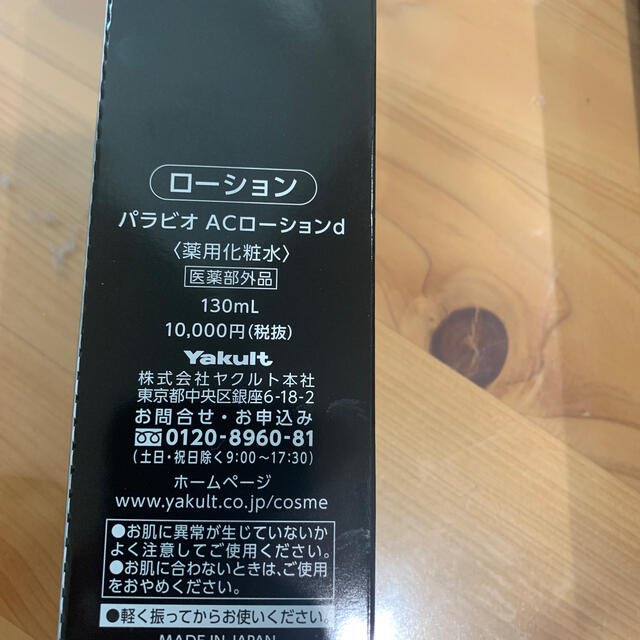 ローション
パラビオ ACローションd
〈薬用化粧水〉
医薬部外品
130mL
10,000円(税抜)
Yakult
株式会社ヤクルト本社
東京都中央区銀座6-18-2
お問合せ・お申込み
0120-8960-81
(土日・祝日除く9:00〜17:30)
ホームページ
www.yakult.co.jp/cosme
●お肌に異常が生じていないか
よく注意してご使用ください。
●お肌に合わないときは、ご使用
をおやめください。
●軽く振ってからお使いください。
MADE IN JAPAN